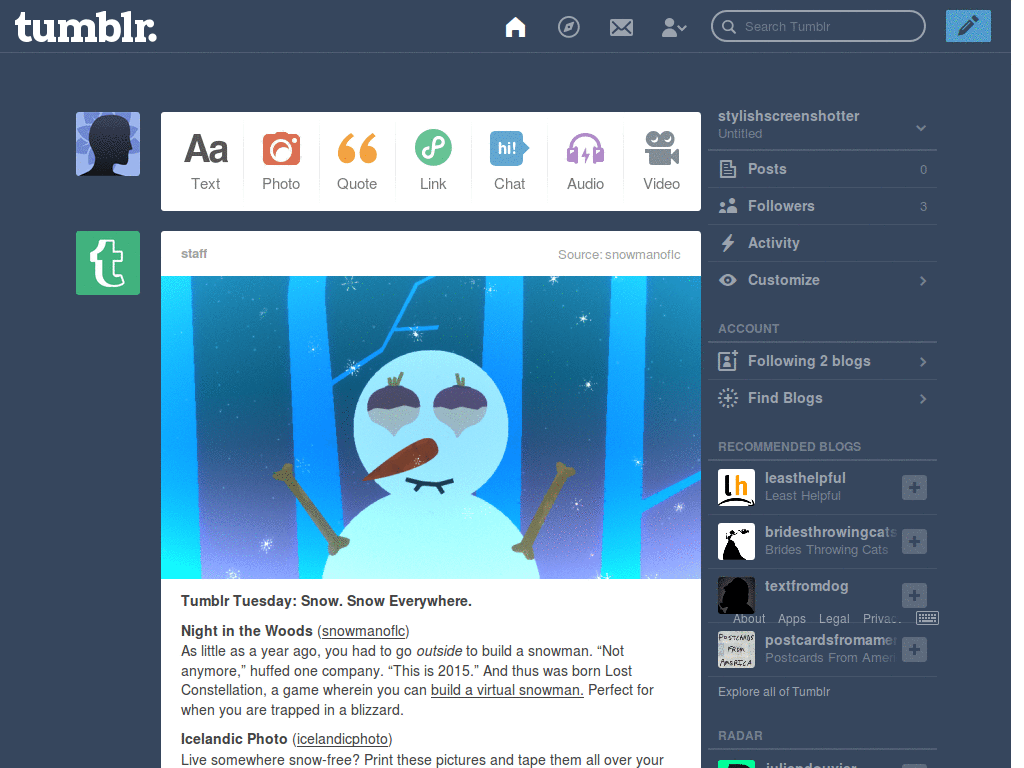 tumblr.
Search Tumblr
Aa
Text
Photo
Quote
Link
hi!
Chat
Audio
Video
stylishscreenshotter
Untitled
Posts 0
Followers 3
Activity
Customize
ACCOUNT
Following 2 blogs
Find Blogs
RECOMMENDED BLOGS
lh
leasthelpful
Least Helpful
bridesthrowingcats
Brides Throwing Cats
textfromdog
About Apps Legal
POSTCARDS
FROM
AMERICA
Postcards From
Explore all of Tumblr
RADAR
t
staff
Source: snowmanoflc
Tumblr Tuesday: Snow. Snow Everywhere.
Night in the Woods (snowmanoflc)
As little as a year ago, you had to go outside to build a snowman. “Not
anymore,” huffed one company. “This is 2015.” And thus was born Lost
Constellation, a game wherein you can build a virtual snowman. Perfect for
when you are trapped in a blizzard.
Icelandic Photo (icelandicphoto)
Live somewhere snow-free? Print these pictures and tape them all over your